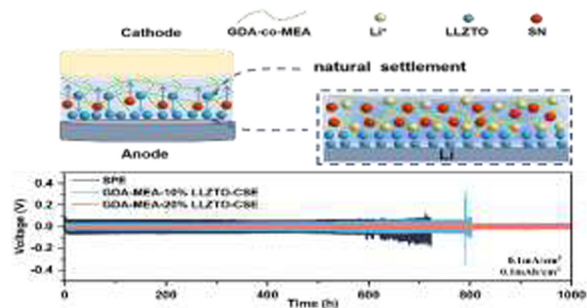 Cathode
GDA-co-MEA
Li⁺
LLZTO
SN
natural settlement
Anode
Li
SPE
GDA-MEA-10% LLZTO-CSE
GDA-MEA-20% LLZTO-CSE
Voltage (V)
0.4
0.2
0.0
-0.2
-0.4
0.1mA/cm²
0.1mAh/cm²
0 200 400 600 800 1000
Time (h)